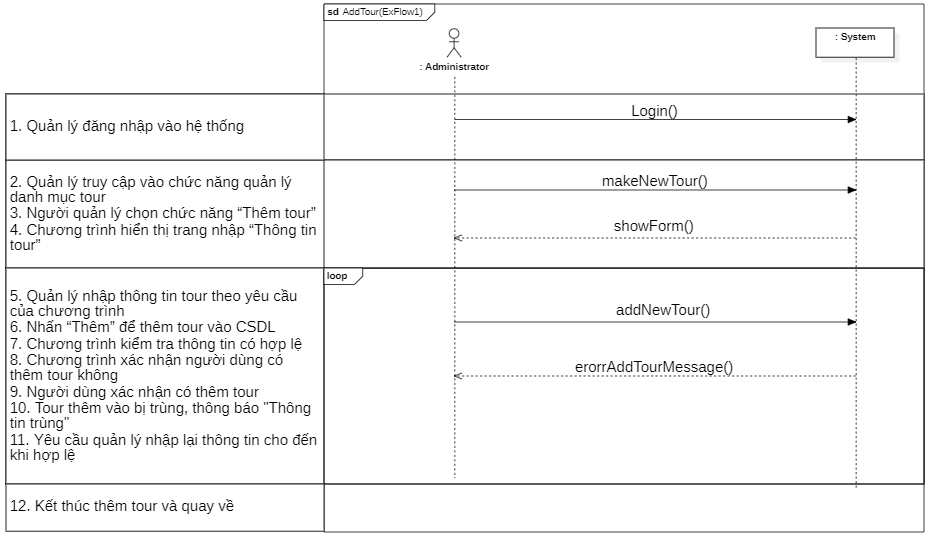 sd AddTour(ExFlow1)
: System
: Administrator
1. Quản lý đăng nhập vào hệ thống
Login()
2. Quản lý truy cập vào chức năng quản lý
danh mục tour
3. Người quản lý chọn chức năng “Thêm tour”
4. Chương trình hiển thị trang nhập “Thông tin
tour”
makeNewTour()
showForm()
loop
5. Quản lý nhập thông tin tour theo yêu cầu
của chương trình
6. Nhấn “Thêm” để thêm tour vào CSDL
7. Chương trình kiểm tra thông tin có hợp lệ
8. Chương trình xác nhận người dùng có
thêm tour không
9. Người dùng xác nhận có thêm tour
10. Tour thêm vào bị trùng, thông báo "Thông
tin trùng"
11. Yêu cầu quản lý nhập lại thông tin cho đến
khi hợp lệ
addNewTour()
erorrAddTourMessage()
12. Kết thúc thêm tour và quay về